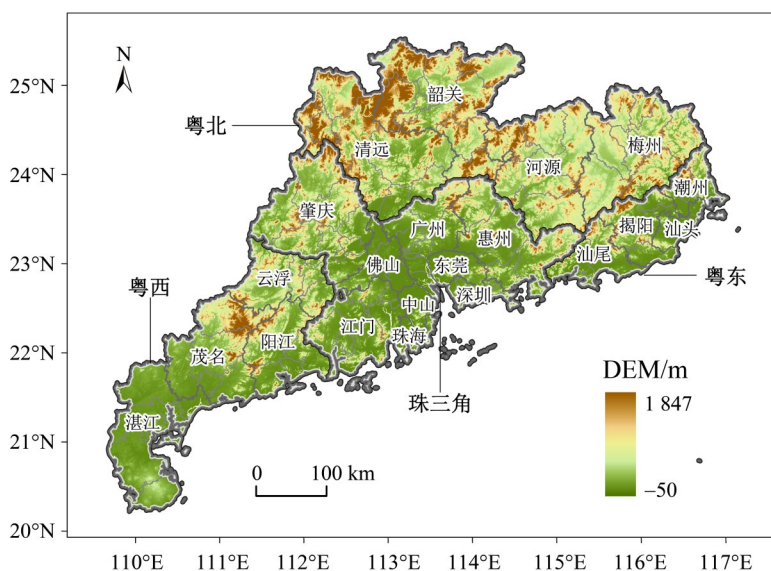 N
25°N
24°N
23°N
22°N
21°N
20°N
粤北
韶关
清远
河源
梅州
潮州
肇庆
广州
惠州
揭阳
汕头
云浮
佛山
东莞
汕尾
粤西
粤东
中山
深圳
江门
珠海
茂名
阳江
珠三角
湛江
DEM/m
1 847
–50
0 100 km
110°E 111°E 112°E 113°E 114°E 115°E 116°E 117°E